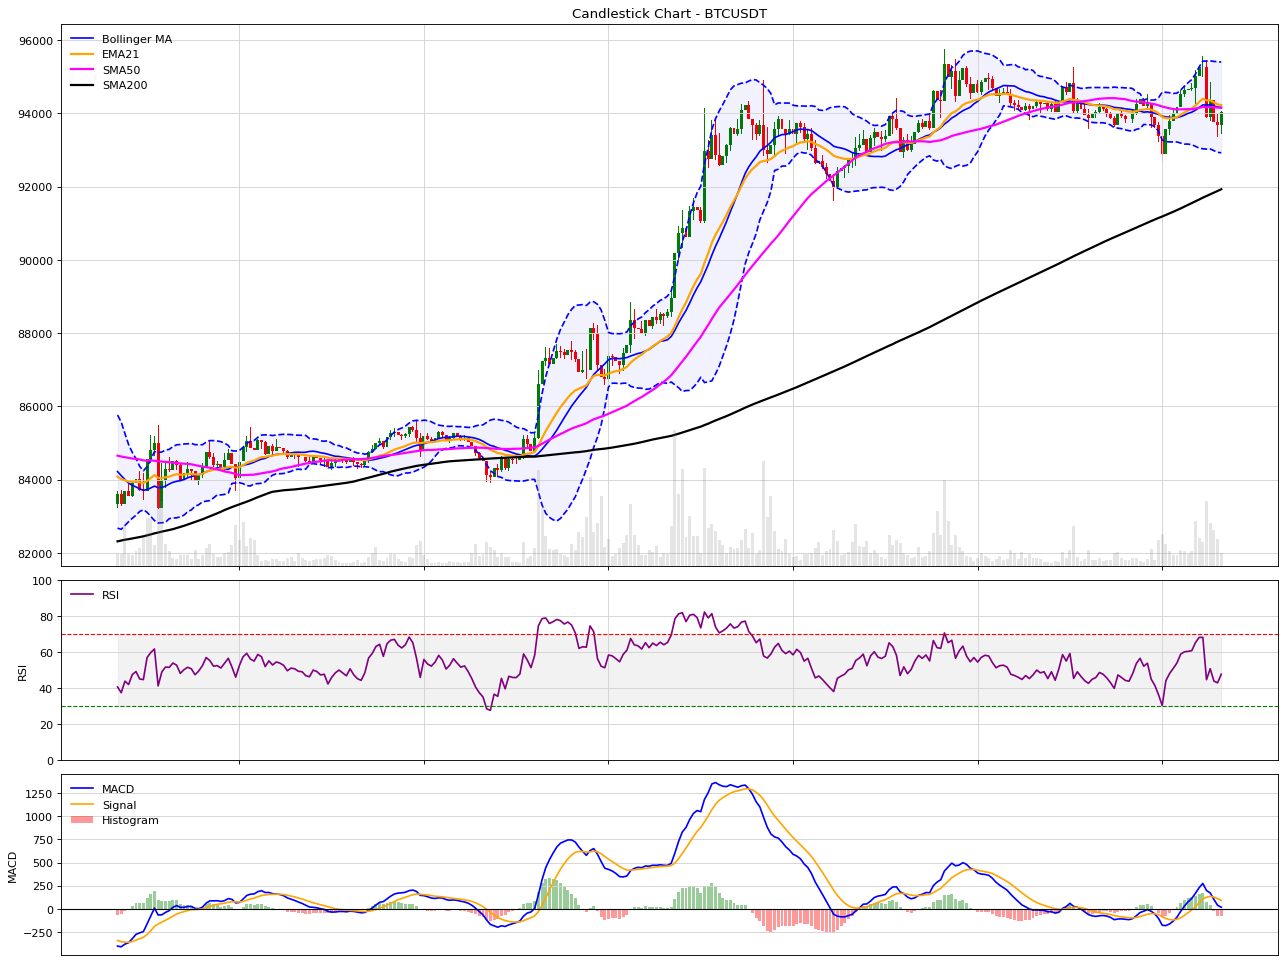 Candlestick Chart - BTCUSDT
Bollinger MA
EMA21
SMA50
SMA200
96000
94000
92000
90000
88000
86000
84000
82000
RSI
100
80
60
40
20
0
RSI
MACD
Signal
Histogram
1250
1000
750
500
250
0
−250
MACD